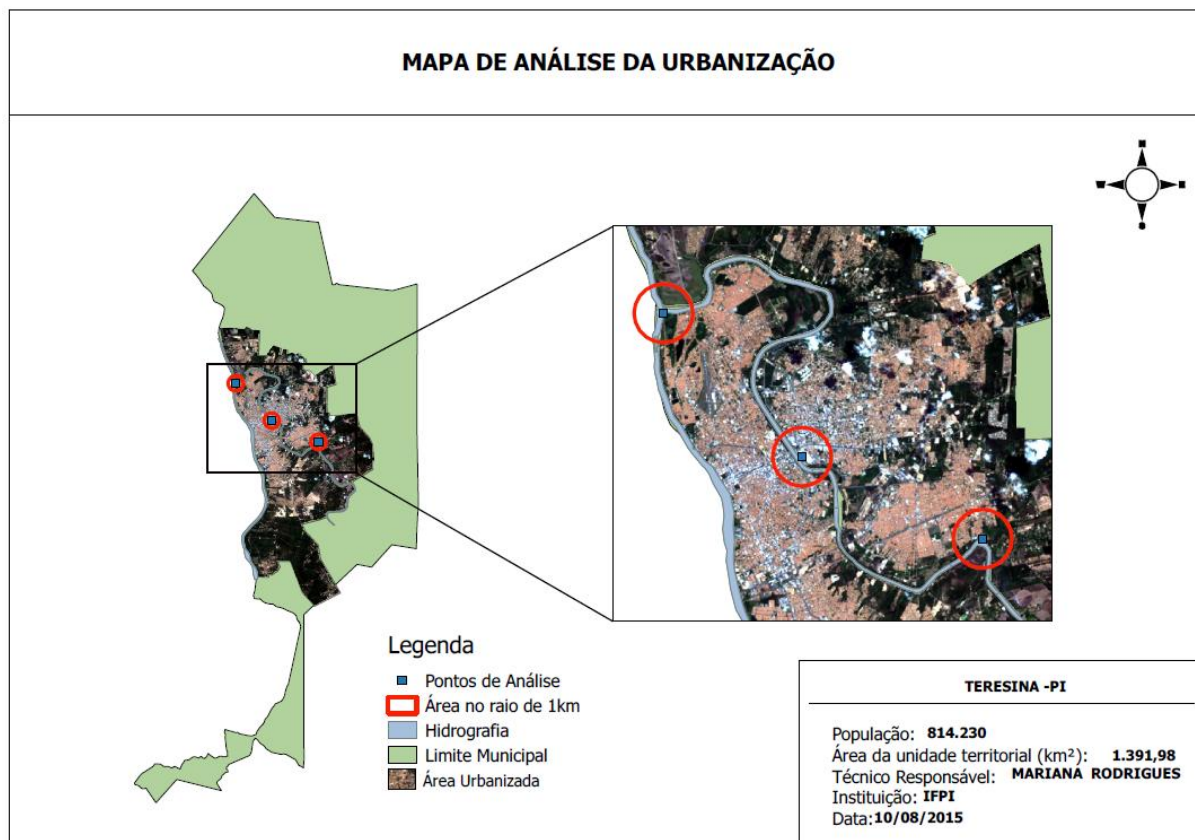 MAPA DE ANÁLISE DA URBANIZAÇÃO
Legenda
Pontos de Análise
Área no raio de 1km
Hidrografia
Limite Municipal
Área Urbanizada
TERESINA -PI
População: 814.230
Área da unidade territorial (km²): 1.391,98
Técnico Responsável: MARIANA RODRIGUES
Instituição: IFPI
Data:10/08/2015